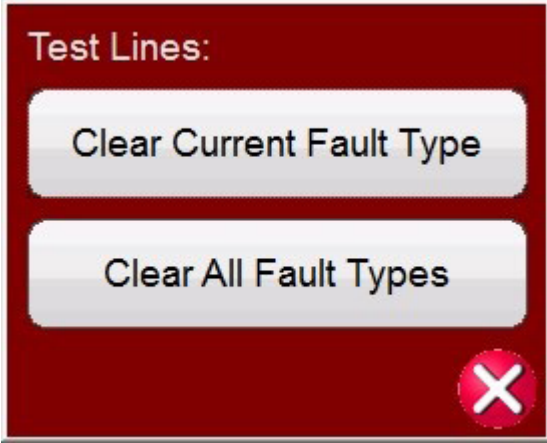 Test Lines:
Clear Current Fault Type
Clear All Fault Types